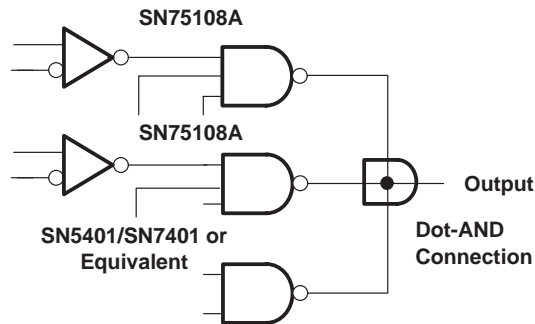 SN75108A
SN75108A
Output
SN5401/SN7401 or
Equivalent
Dot-AND
Connection